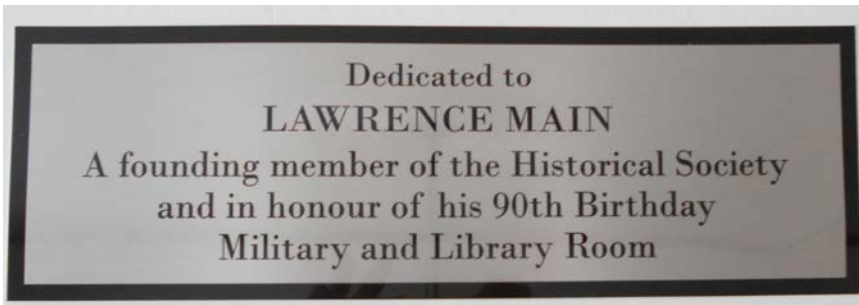 Dedicated to
LAWRENCE MAIN
A founding member of the Historical Society
and in honour of his 90th Birthday
Military and Library Room